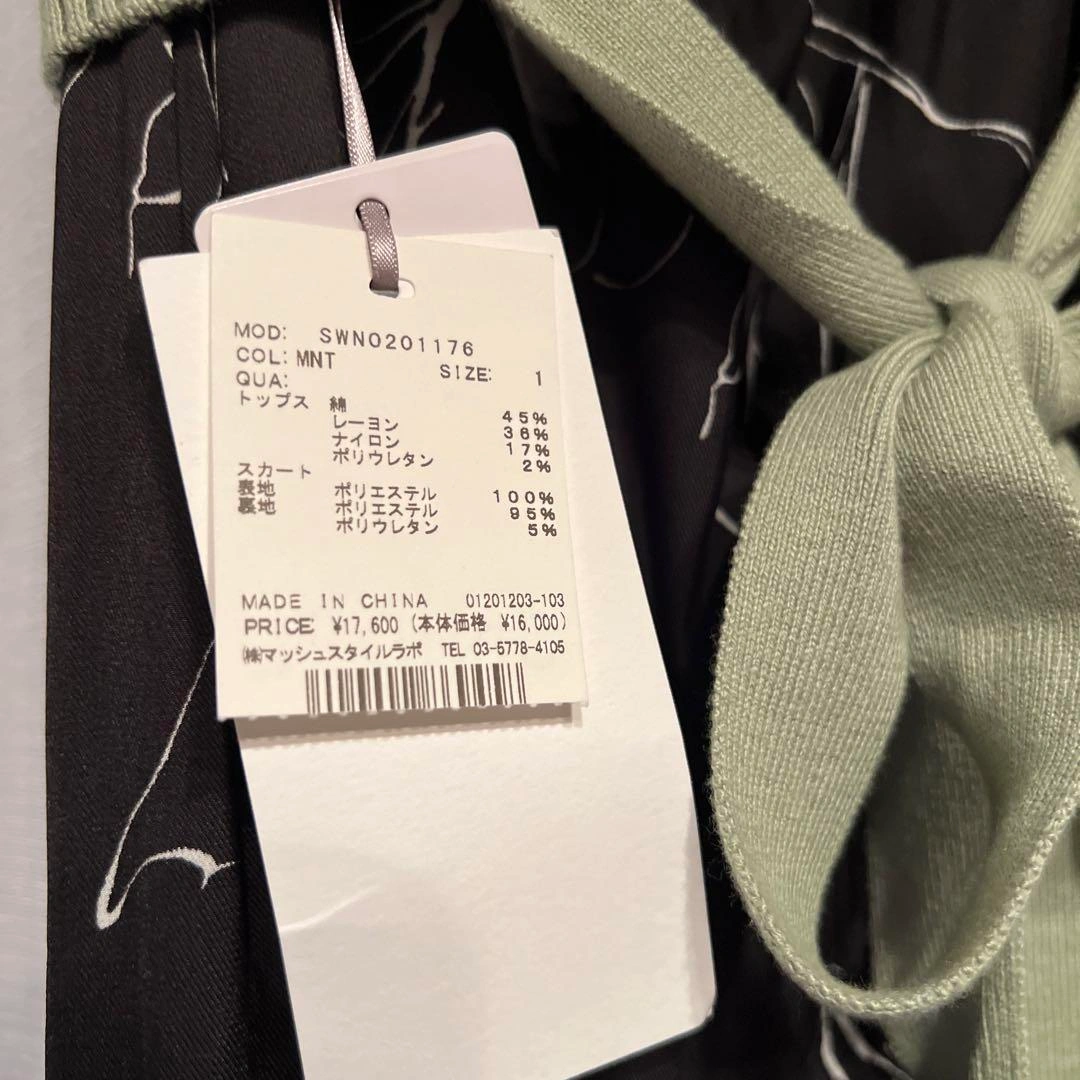 MOD: SWNO201176
COL: MNT
QUA: SIZE: 1
トップス 綿 45%
レーヨン 36%
ナイロン 17%
ポリウレタン 2%
スカート
表地 ポリエステル 100%
裏地 ポリエステル 95%
ポリウレタン 5%
MADE IN CHINA 01201203-103
PRICE: ¥17,600 (本体価格 ¥16,000)
㈱マッシュスタイルラボ TEL 03-5778-4105